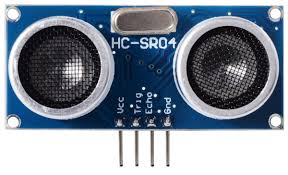 HC-SR04
Vcc
Trig
Echo
Gnd